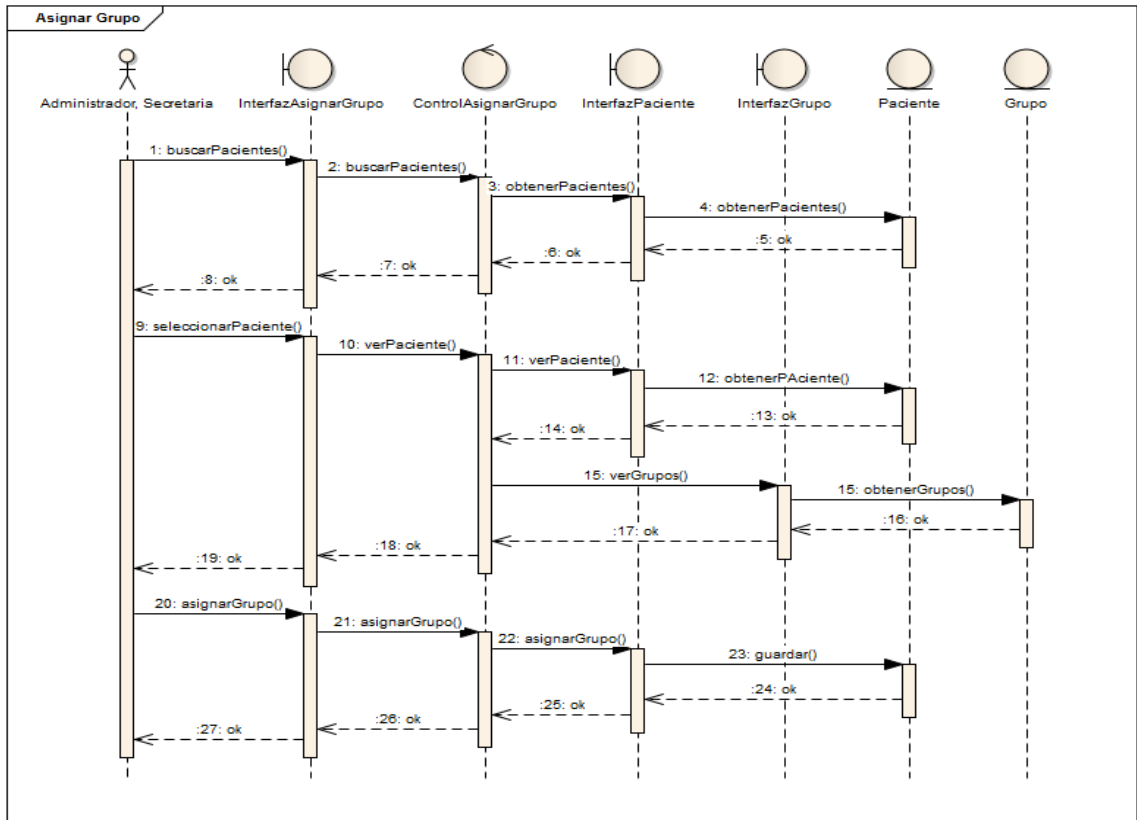 Asignar Grupo
Administrador, Secretaria
InterfazAsignarGrupo
ControlAsignarGrupo
InterfazPaciente
InterfazGrupo
Paciente
Grupo
1: buscarPacientes()
2: buscarPacientes()
3: obtenerPacientes()
4: obtenerPacientes()
:5: ok
:6: ok
:7: ok
:8: ok
9: seleccionarPaciente()
10: verPaciente()
11: verPaciente()
12: obtenerPAciente()
:13: ok
:14: ok
15: verGrupos()
15: obtenerGrupos()
:16: ok
:17: ok
:18: ok
:19: ok
20: asignarGrupo()
21: asignarGrupo()
22: asignarGrupo()
23: guardar()
:24: ok
:25: ok
:26: ok
:27: ok